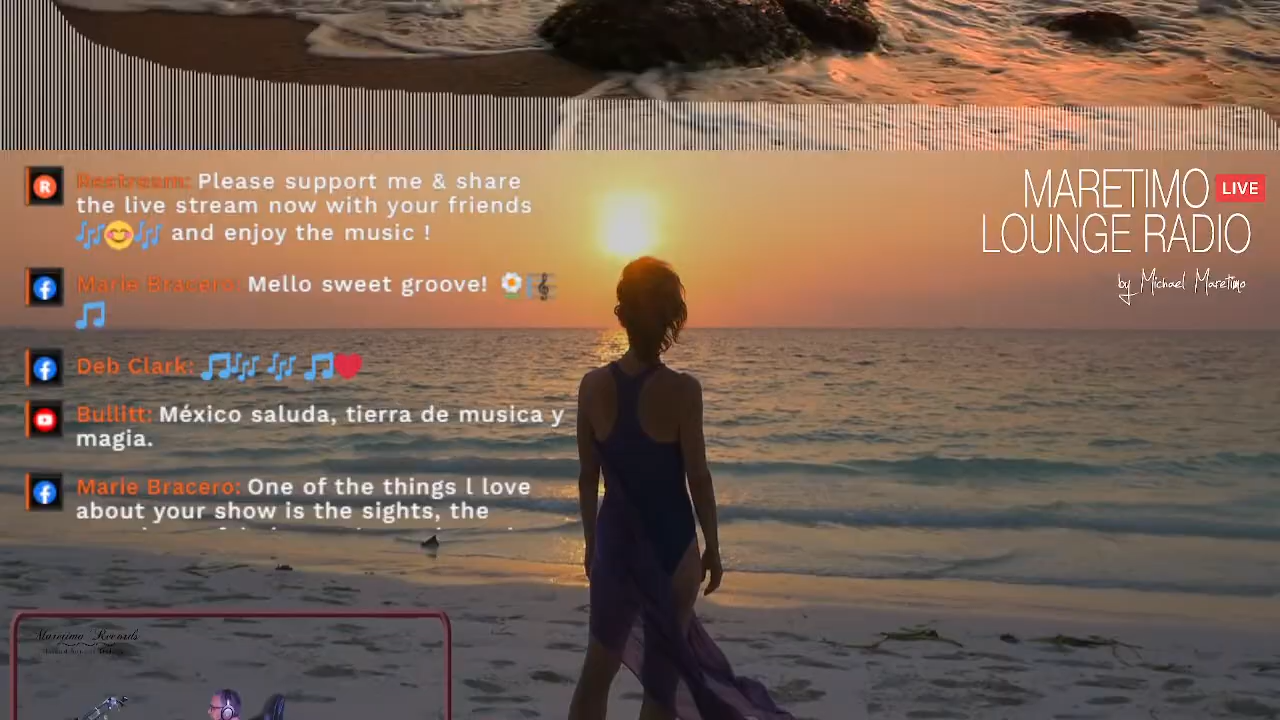 Restream: Please support me & share
the live stream now with your friends
🎶😊🎶 and enjoy the music !
Marie Bracero: Mello sweet groove! 🌼🎼
🎵
Deb Clark: 🎵🎶 🎶 🎵❤️
Bullitt: México saluda, tierra de musica y
magia.
Marie Bracero: One of the things l love
about your show is the sights, the
MARETIMO LIVE
LOUNGE RADIO
by Michael Maretimo
Maretimo Records